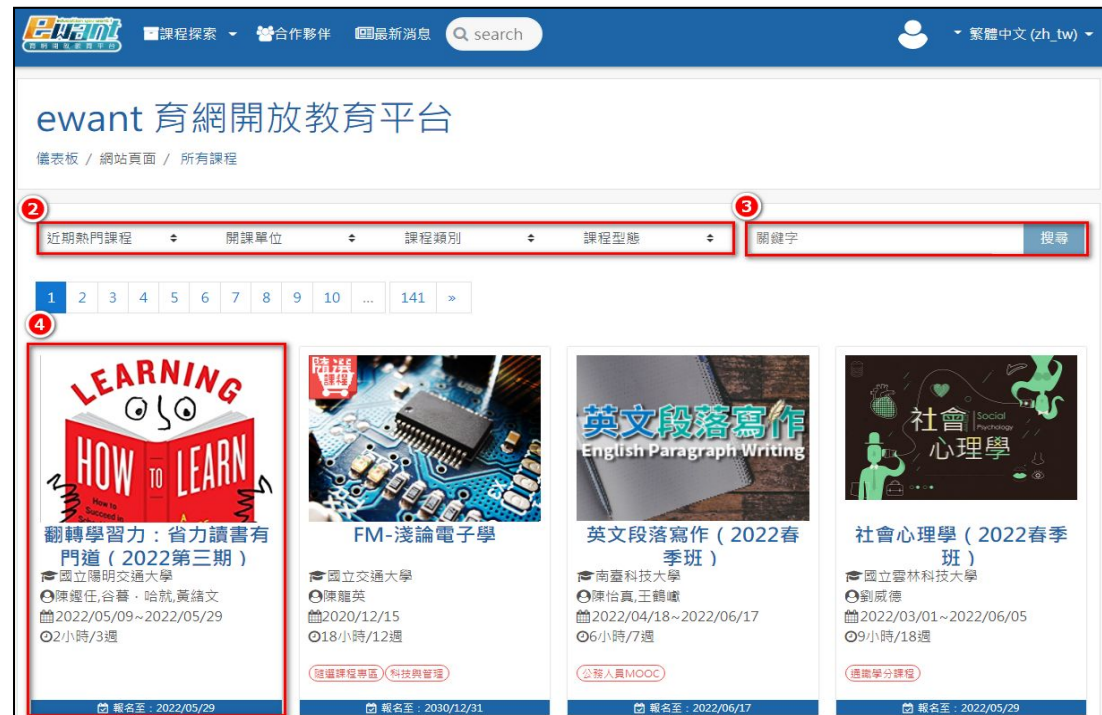 ewant
育網開放教育平台
課程探索
合作夥伴
最新消息
search
繁體中文 (zh_tw)
ewant 育網開放教育平台
儀表板 / 網站頁面 / 所有課程
2
3
近期熱門課程
開課單位
課程類別
課程型態
關鍵字
搜尋
1 2 3 4 5 6 7 8 9 10 ... 141 »
4
LEARNING
HOW TO LEARN
How to
Succeed in
翻轉學習力：省力讀書有
門道（2022第三期）
國立陽明交通大學
陳鏗任,谷暮．哈就,黃緒文
2022/05/09~2022/05/29
2小時/3週
報名至：2022/05/29
隨選
課程
FM-淺論電子學
國立交通大學
陳龍英
2020/12/15
18小時/12週
隨選課程專區
科技與管理
報名至：2030/12/31
英文段落寫作
English Paragraph Writing
英文段落寫作（2022春
季班）
南臺科技大學
陳怡真,王鶴巘
2022/04/18~2022/06/17
6小時/7週
公務人員MOOC
報名至：2022/06/17
社會
Social
Psychology
心理學
社會心理學（2022春季
班）
國立雲林科技大學
劉威德
2022/03/01~2022/06/05
9小時/18週
通識學分課程
報名至：2022/05/29